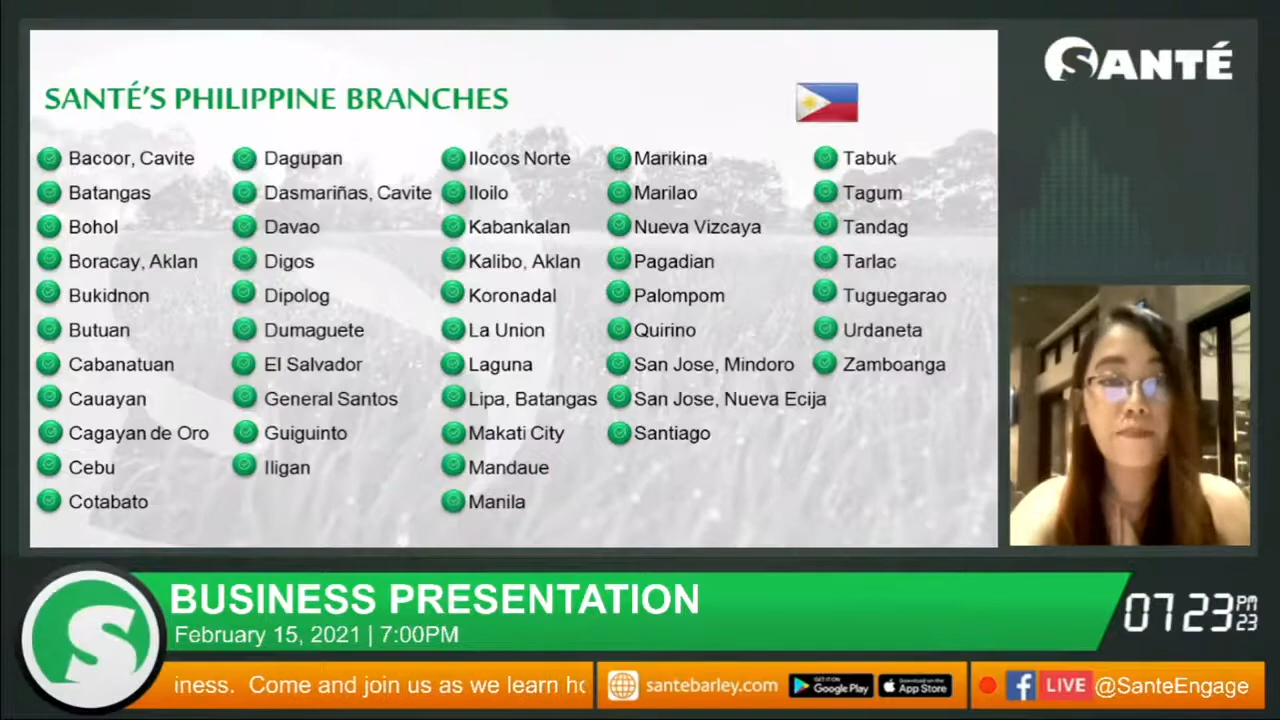 SANTÉ'S PHILIPPINE BRANCHES
Bacoor, Cavite
Batangas
Bohol
Boracay, Aklan
Bukidnon
Butuan
Cabanatuan
Cauayan
Cagayan de Oro
Cebu
Cotabato
Dagupan
Dasmariñas, Cavite
Davao
Digos
Dipolog
Dumaguete
El Salvador
General Santos
Guiguinto
Iligan
Ilocos Norte
Iloilo
Kabankalan
Kalibo, Aklan
Koronadal
La Union
Laguna
Lipa, Batangas
Makati City
Mandaue
Manila
Marikina
Marilao
Nueva Vizcaya
Pagadian
Palompom
Quirino
San Jose, Mindoro
San Jose, Nueva Ecija
Santiago
Tabuk
Tagum
Tandag
Tarlac
Tuguegarao
Urdaneta
Zamboanga
SANTÉ
BUSINESS PRESENTATION
February 15, 2021 | 7:00PM
07 23 PM 23
iness. Come and join us as we learn ho
santebarley.com
GET IT ON
Google Play
Download on the
App Store
LIVE @SanteEngage